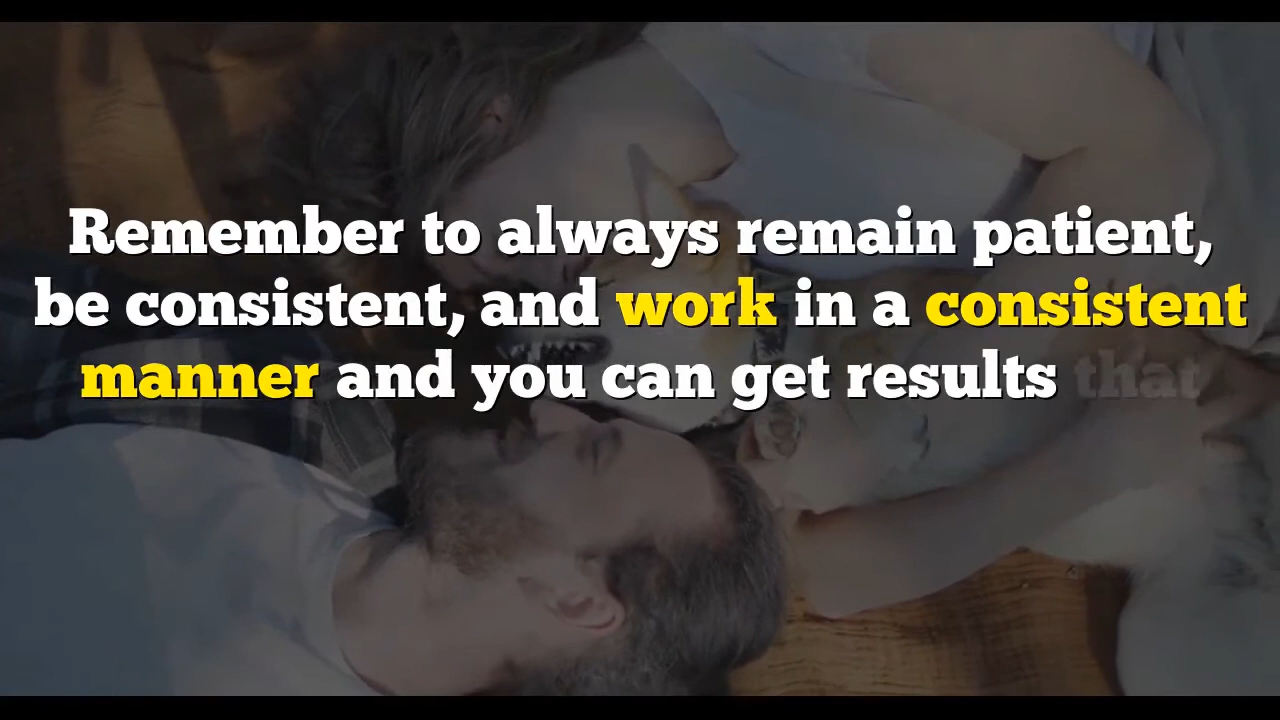 Remember to always remain patient,
be consistent, and work in a consistent
manner and you can get results that